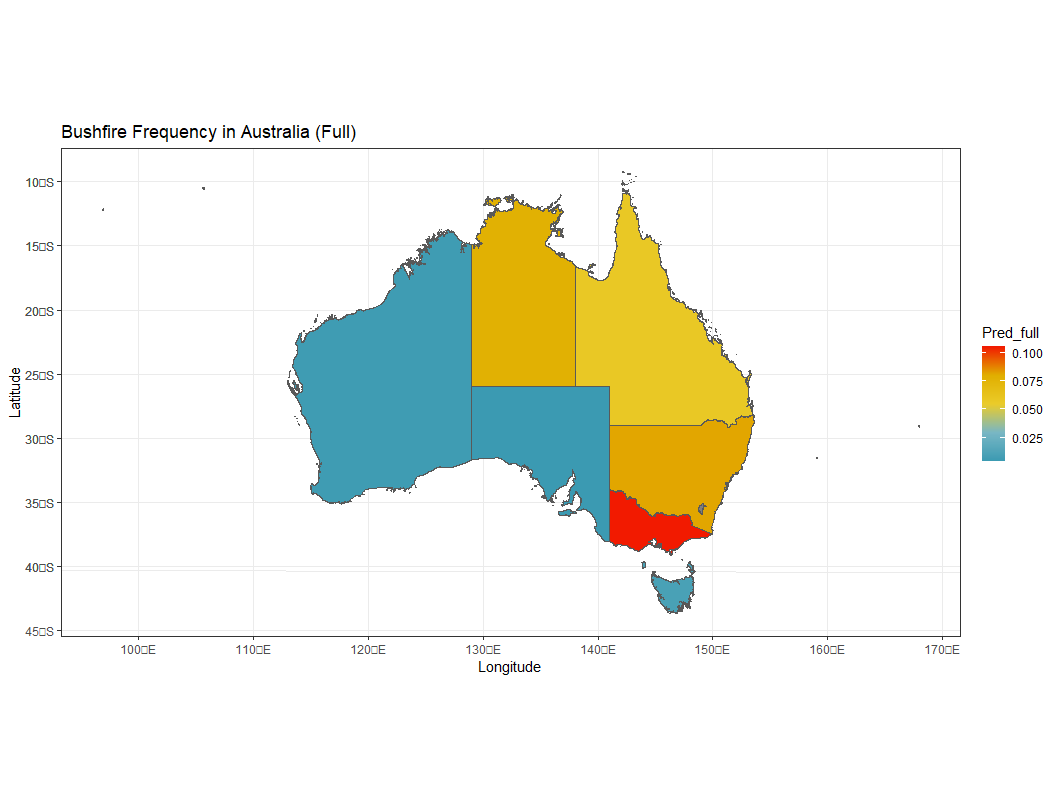 Bushfire Frequency in Australia (Full)
10□S
15□S
20□S
25□S
30□S
35□S
40□S
45□S
Latitude
100□E 110□E 120□E 130□E 140□E 150□E 160□E 170□E
Longitude
Pred_full
0.100
0.075
0.050
0.025